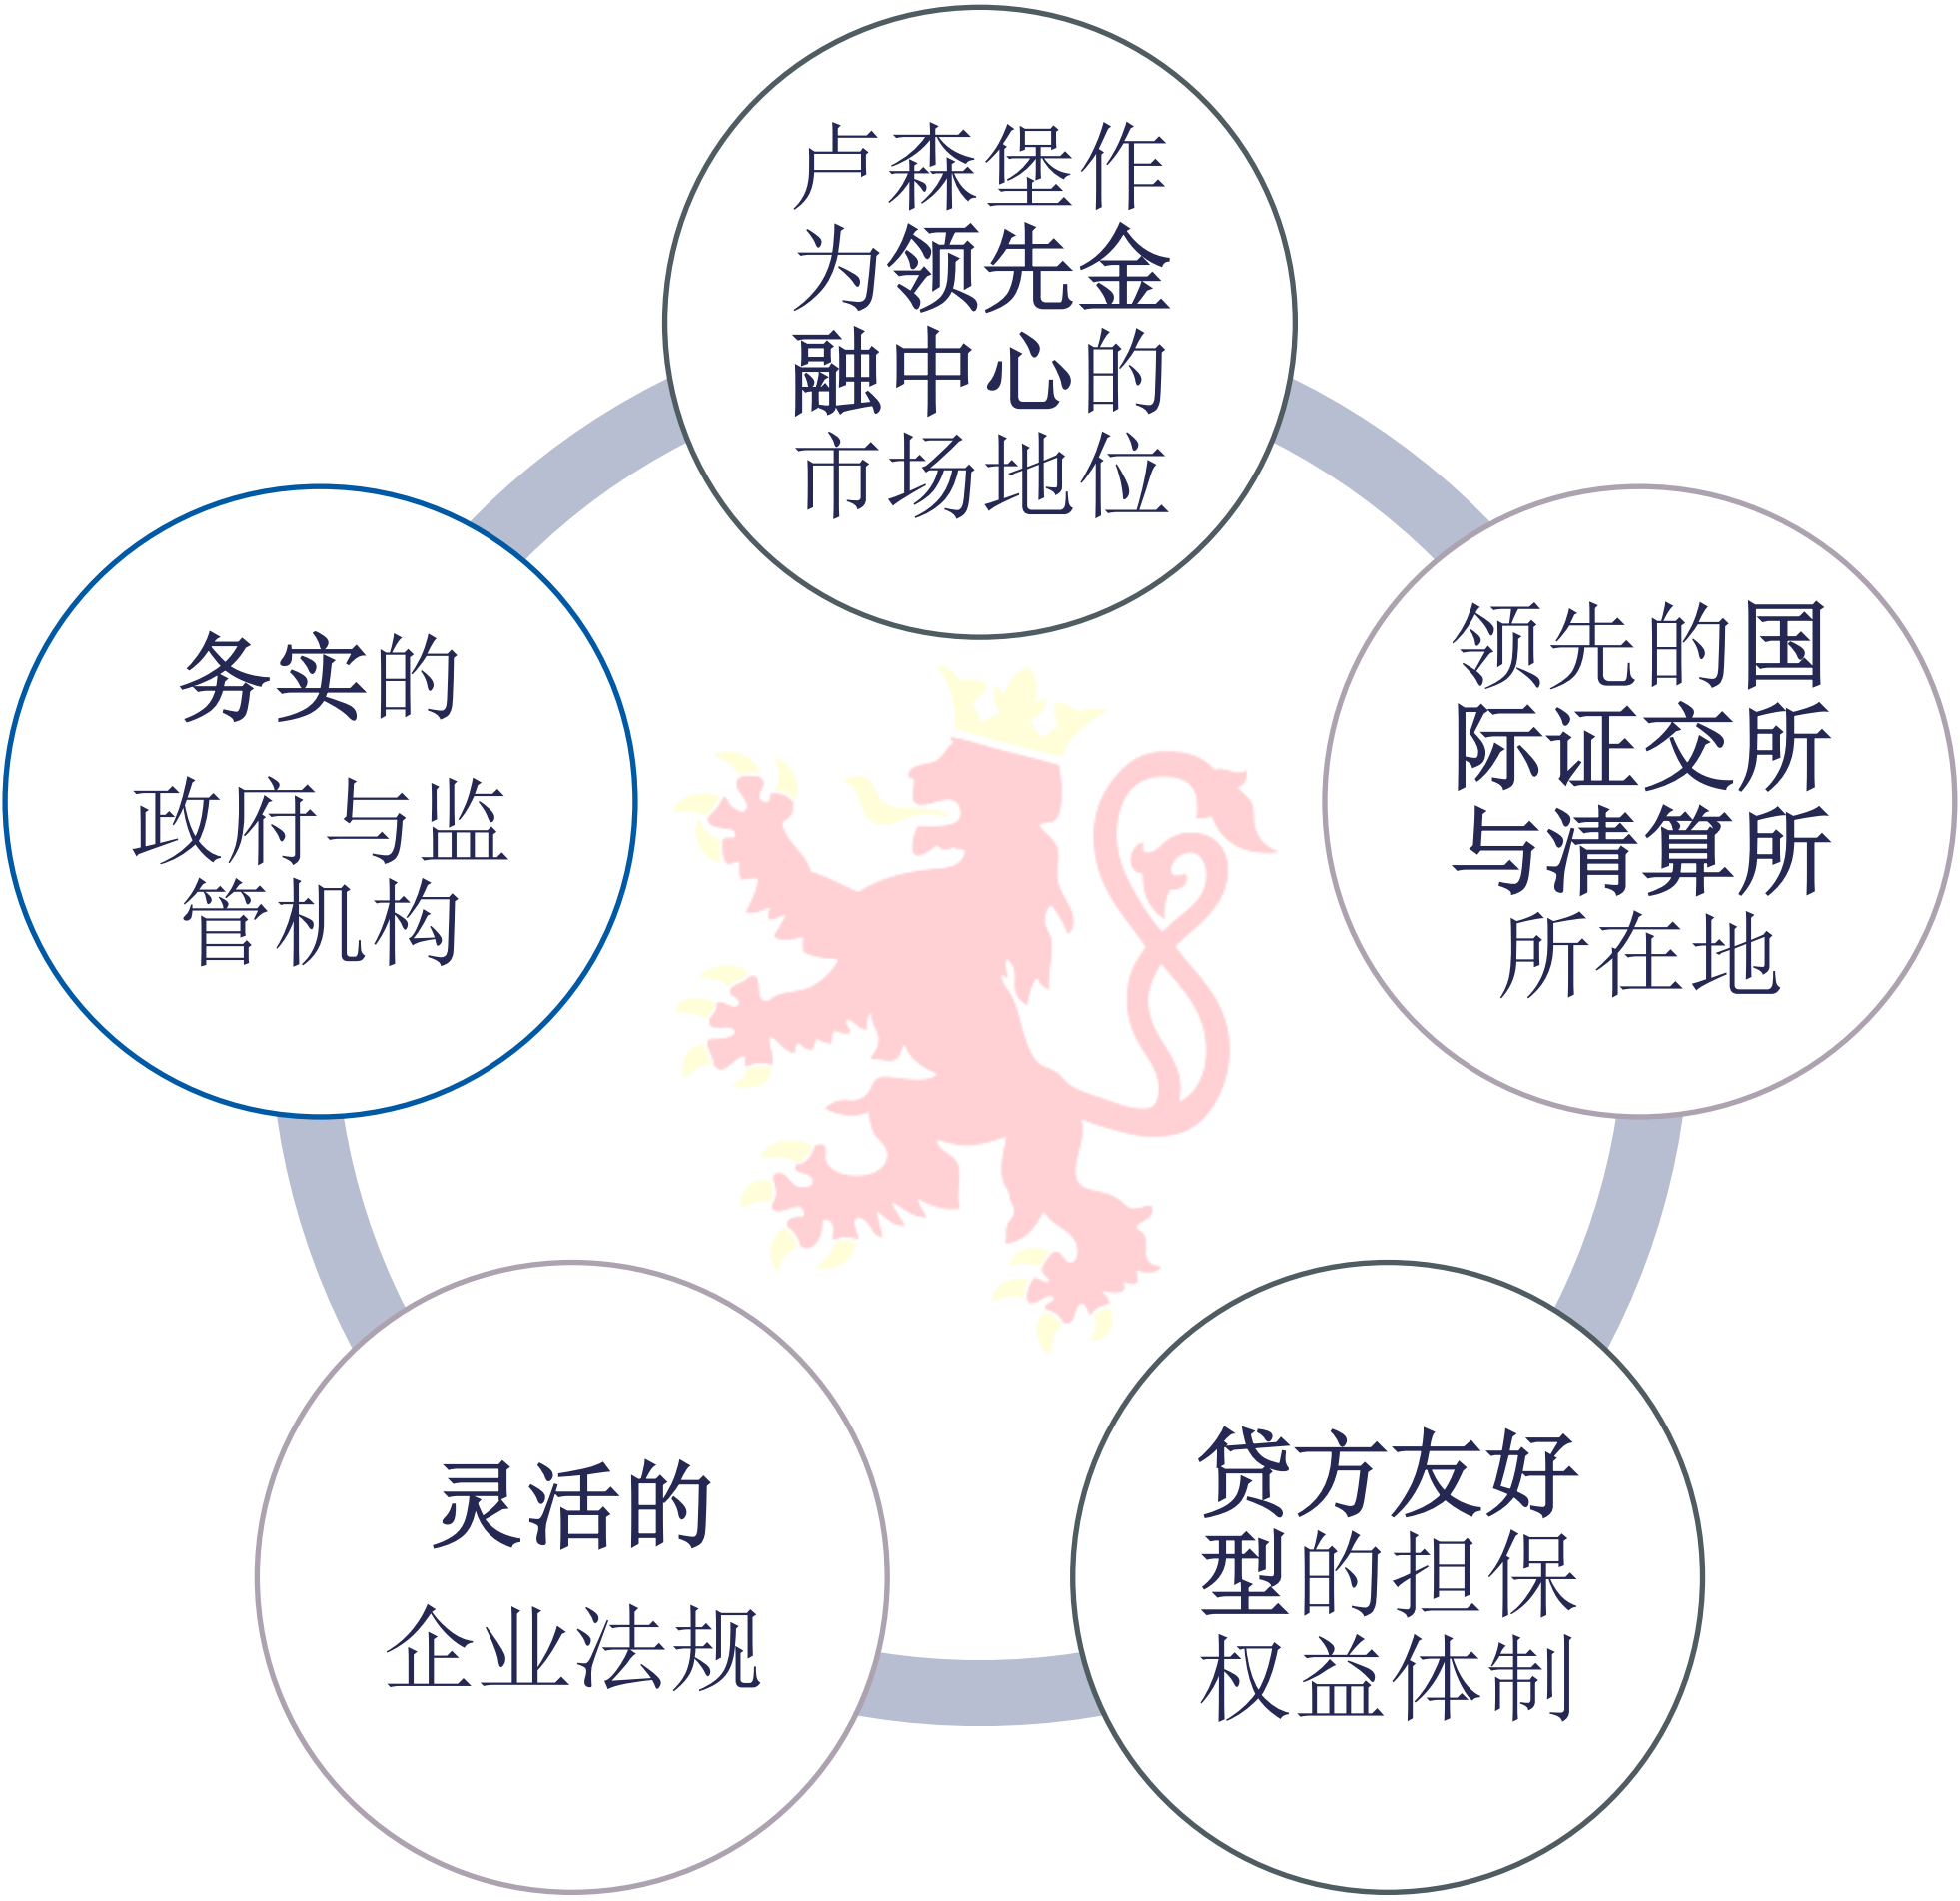 卢森堡作
为领先金
融中心的
市场地位
领先的国
际证交所
与清算所
所在地
贷方友好
型的担保
权益体制
灵活的
企业法规
务实的
政府与监
管机构